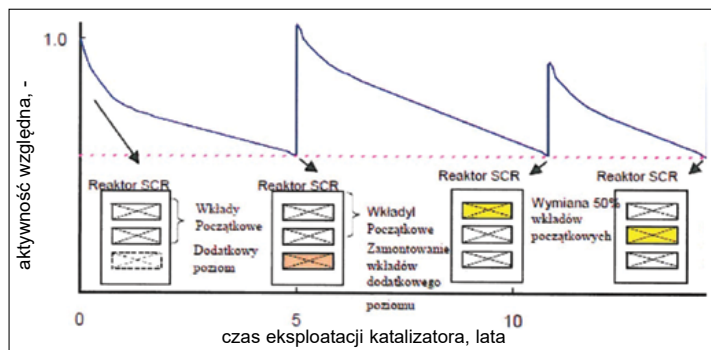 aktywność względna, -
1.0
Reaktor SCR
Wkłady
Początkowe
Dodatkowy
poziom
Reaktor SCR
Wkładyl
Początkowe
Zamontowanie
wkładów
dodatkowego
poziomu
Reaktor SCR
Wymiana 50%
wkładów
początkowych
Reaktor SCR
0
5
10
czas eksploatacji katalizatora, lata